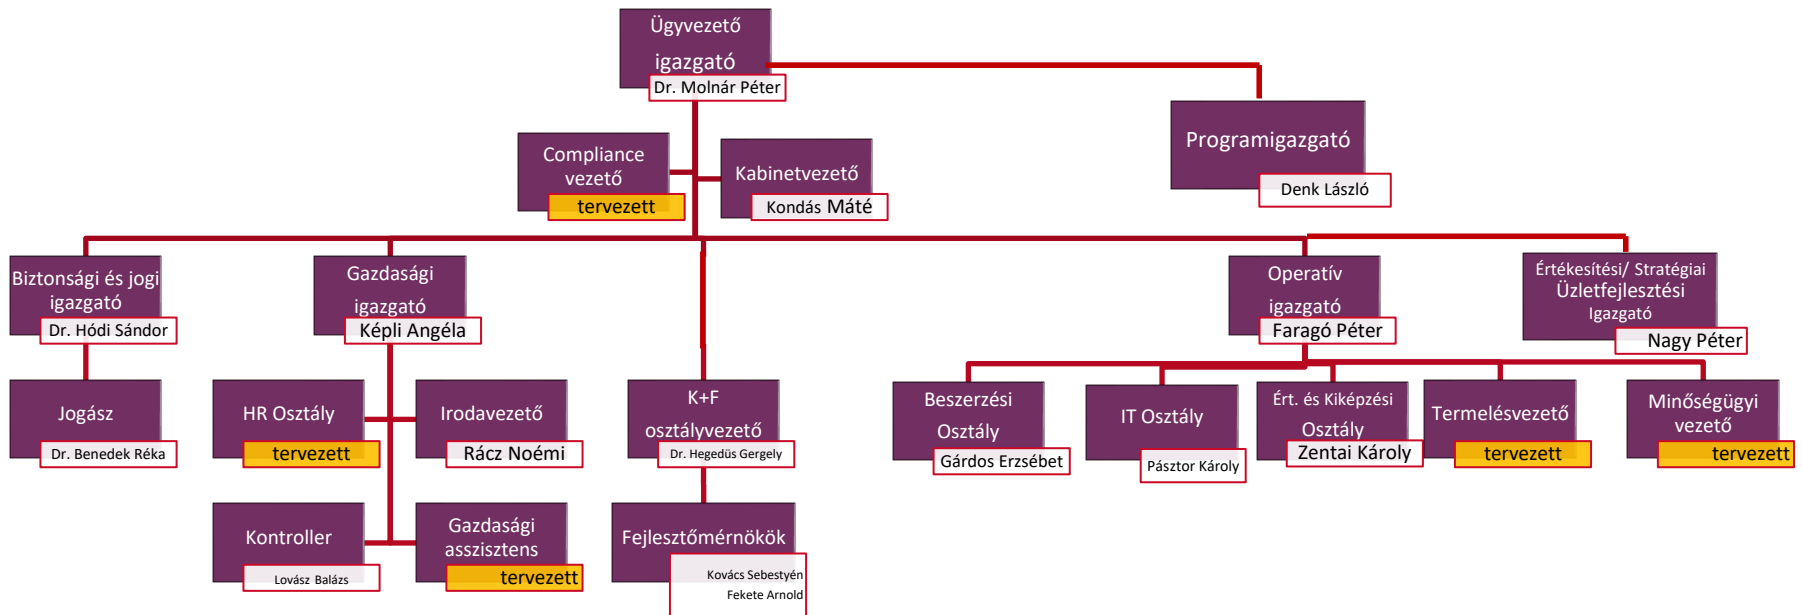 Ügyvezető
igazgató
Dr. Molnár Péter
Programigazgató
Denk László
Compliance
vezető
tervezett
Kabinetvezető
Kondás Máté
Biztonsági és jogi
igazgató
Dr. Hódi Sándor
Gazdasági
igazgató
Képli Angéla
Operatív
igazgató
Faragó Péter
Értékesítési/ Stratégiai
Üzletfejlesztési
Igazgató
Nagy Péter
Jogász
Dr. Benedek Réka
HR Osztály
tervezett
Irodavezető
Rácz Noémi
K+F
osztályvezető
Dr. Hegedüs Gergely
Beszerzési
Osztály
Gárdos Erzsébet
IT Osztály
Pásztor Károly
Ért. és Kiképzési
Osztály
Zentai Károly
Termelésvezető
tervezett
Minőségügyi
vezető
tervezett
Kontroller
Lovász Balázs
Gazdasági
asszisztens
tervezett
Fejlesztőmérnökök
Kovács Sebestyén
Fekete Arnold